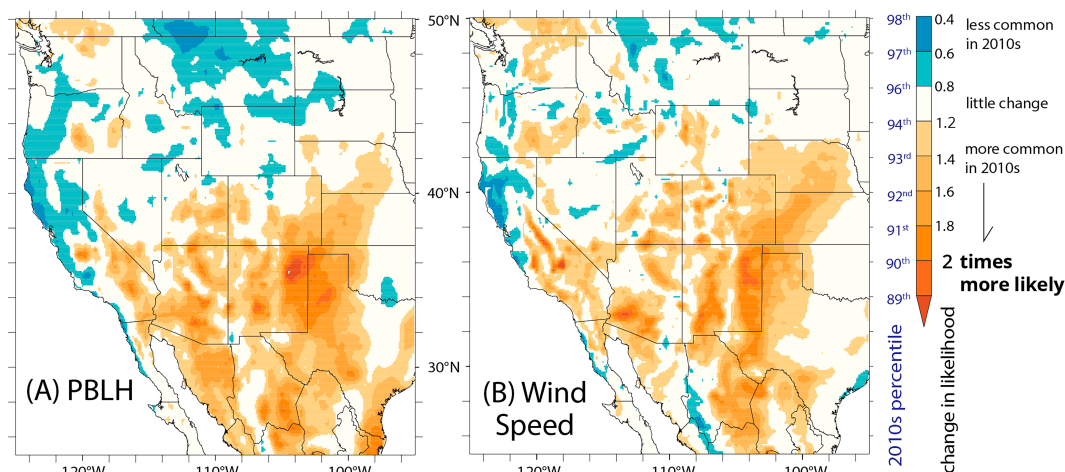 50°N
40°N
30°N
120°W
110°W
100°W
(A) PBLH
120°W
110°W
100°W
(B) Wind
Speed
98th
97th
96th
94th
93rd
92nd
91st
90th
89th
2010s percentile
0.4
0.6
0.8
1.2
1.4
1.6
1.8
2 times
more likely
less common
in 2010s
little change
more common
in 2010s
change in likelihood